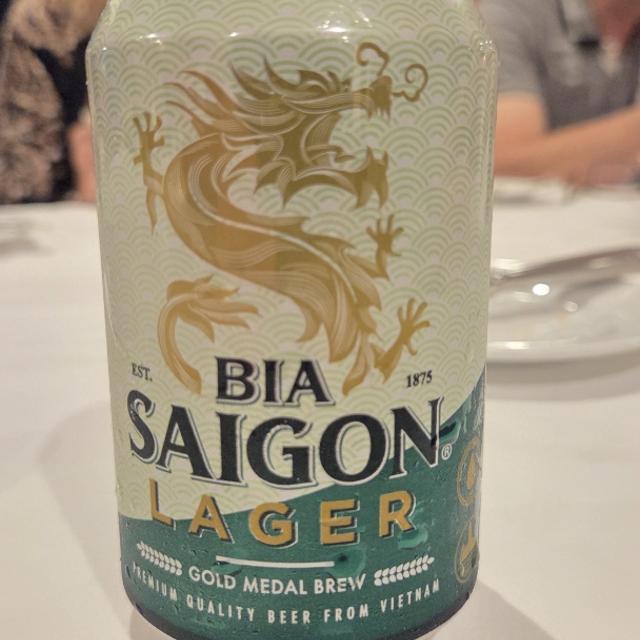 BIA
EST. 1875
SAIGON®
LAGER
GOLD MEDAL BREW
PREMIUM QUALITY BEER FROM VIETNAM